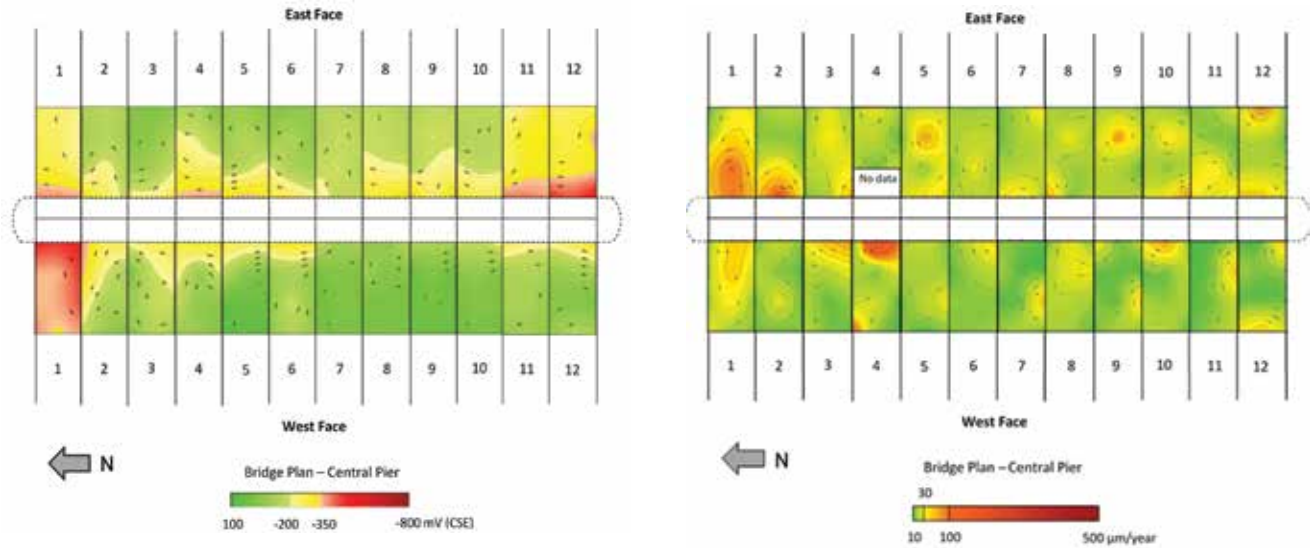 East Face
1 2 3 4 5 6 7 8 9 10 11 12
1 2 3 4 5 6 7 8 9 10 11 12
West Face
N
Bridge Plan – Central Pier
100 -200 -350 -800 mV (CSE)
East Face
1 2 3 4 5 6 7 8 9 10 11 12
No data
1 2 3 4 5 6 7 8 9 10 11 12
West Face
N
Bridge Plan – Central Pier
30
10 100 500 µm/year